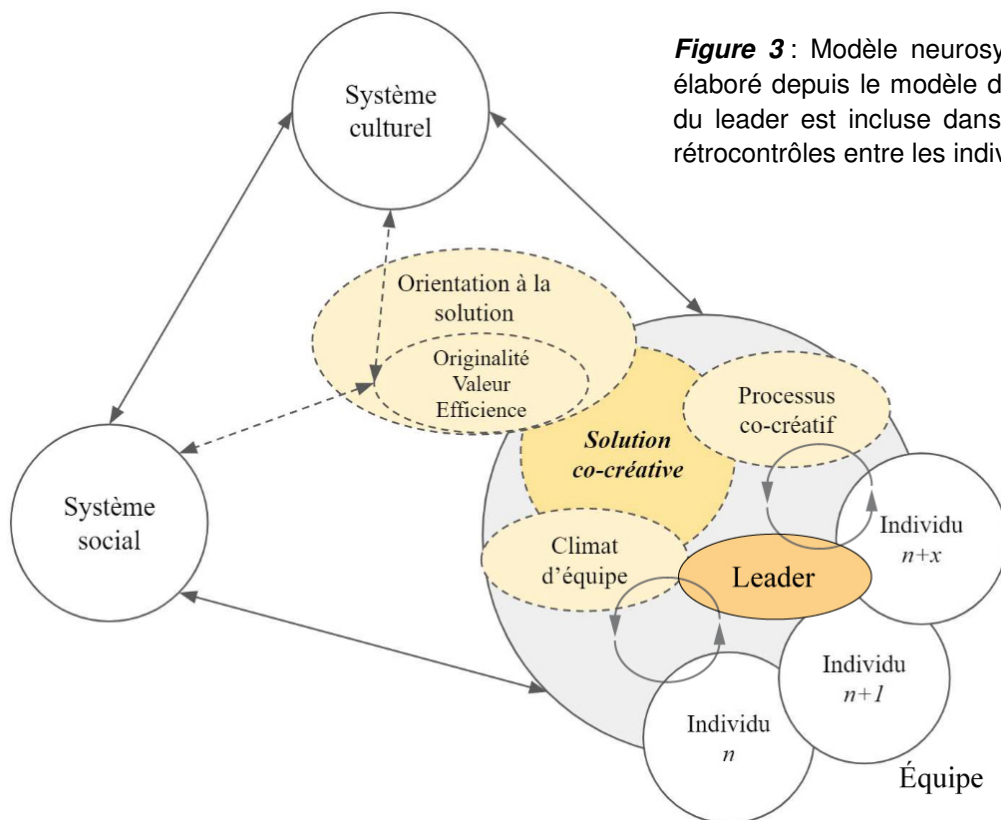 Figure 3 : Modèle
élaboré depuis le modèle
du leader est incluse dans
rétrocontrôles entre les
Système
culturel
Orientation à la
solution
Originalité
Valeur
Efficience
Processus
co-créatif
Solution
co-créative
Système
social
Climat
d'équipe
Leader
Individu
n+x
Individu
n+1
Individu
n
Équipe